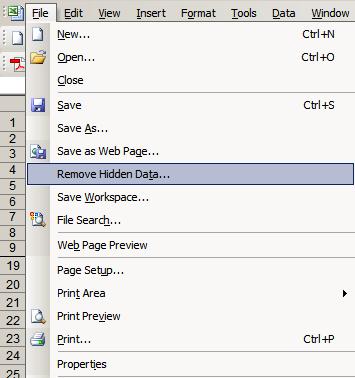 File Edit View Insert Format Tools Data Window
New... Ctrl+N
Open... Ctrl+O
Close
Save Ctrl+S
Save As...
Save as Web Page...
Remove Hidden Data...
Save Workspace...
File Search...
Web Page Preview
Page Setup...
Print Area
Print Preview
Print... Ctrl+P
Properties
1
2
3
4
5
6
7
8
9
19
20
21
22
23
24
25